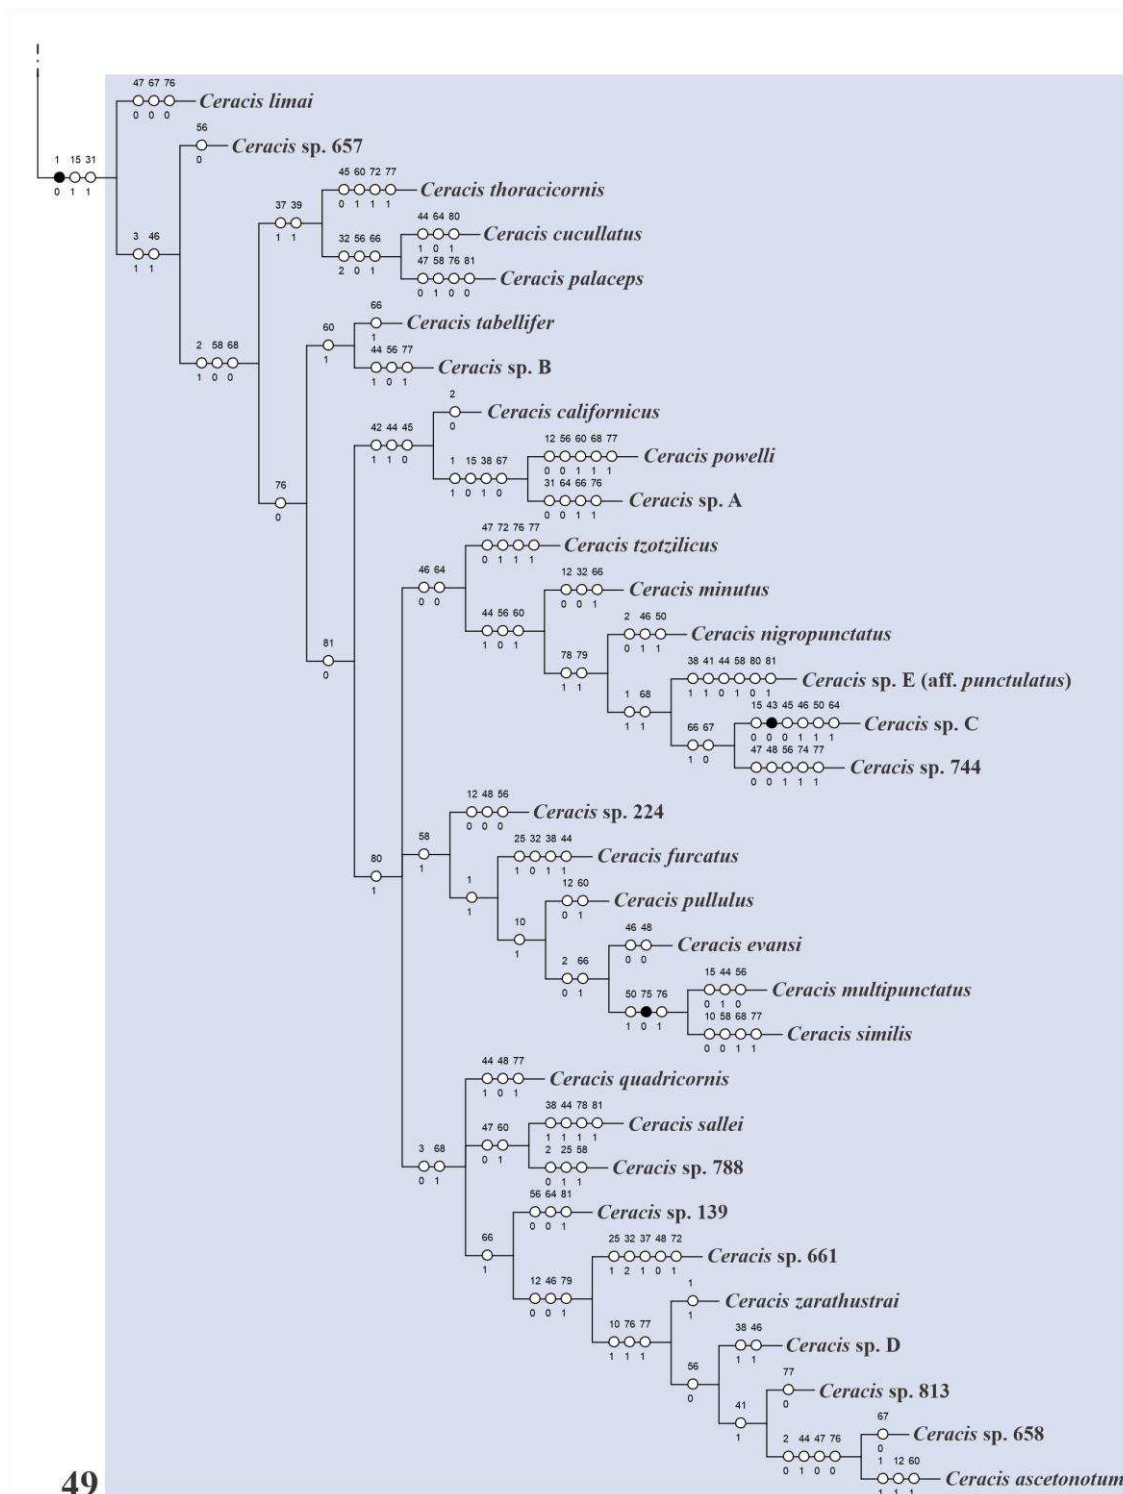 47 67 76
Ceracis limai
0 0 0
56
Ceracis sp. 657
0
1 15 31
0 1 1
45 60 72 77
Ceracis thoracicornis
0 1 1 1
37 39
1 1
44 64 80
Ceracis cucullatus
1 0 1
3 46
1 1
32 56 66
2 0 1
47 58 76 81
Ceracis palaceps
0 1 0 0
66
Ceracis tabellifer
1
60
1
2 58 68
1 0 0
44 56 77
Ceracis sp. B
1 0 1
2
Ceracis californicus
0
42 44 45
1 1 0
12 56 60 68 77
Ceracis powelli
0 0 1 1 1
1 15 38 67
1 0 1 0
31 64 66 76
Ceracis sp. A
0 0 1 1
76
0
47 72 76 77
Ceracis tzotzilicus
0 1 1 1
46 64
0 0
12 32 66
Ceracis minutus
0 0 1
44 56 60
1 0 1
2 46 50
Ceracis nigropunctatus
0 1 1
81
0
78 79
1 1
38 41 44 58 80 81
Ceracis sp. E (aff. punctulatus)
1 1 0 1 0 1
1 68
1 1
15 43 45 46 50 64
Ceracis sp. C
0 0 0 1 1 1
66 67
1 0
47 48 56 74 77
Ceracis sp. 744
0 0 1 1 1
12 48 56
Ceracis sp. 224
0 0 0
58
1
25 32 38 44
Ceracis furcatus
1 0 1 1
80
1
1
1
12 60
Ceracis pullulus
0 1
10
1
46 48
Ceracis evansi
0 0
2 66
0 1
15 44 56
Ceracis multipunctatus
0 1 0
50 75 76
1 0 1
10 58 68 77
Ceracis similis
0 0 1 1
44 48 77
Ceracis quadricornis
1 0 1
38 44 78 81
Ceracis sallei
1 1 1 1
47 60
0 1
3 68
0 1
2 25 58
Ceracis sp. 788
0 1 1
56 64 81
Ceracis sp. 139
0 0 1
66
1
25 32 37 48 72
Ceracis sp. 661
1 2 1 0 1
12 46 79
0 0 1
1
Ceracis zarathustrai
1
10 76 77
1 1 1
38 46
Ceracis sp. D
1 1
56
0
77
Ceracis sp. 813
0
41
1
67
Ceracis sp. 658
0
2 44 47 76
0 1 0 0
1 12 60
Ceracis ascetonotum
1 1 1
49